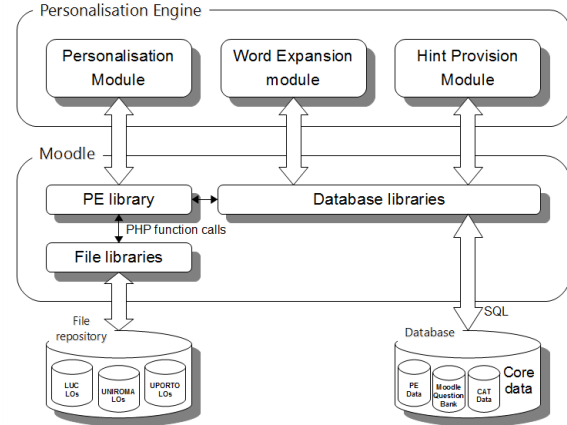 Personalisation Engine
Personalisation
Module
Word Expansion
module
Hint Provision
Module
Moodle
PE library
Database libraries
PHP function calls
File libraries
SQL
File
repository
Database
LUC
LOs
UNIROMA
LOs
UPORTO
LOs
PE
Data
Moodle
Question
Bank
CAT
Data
Core
data